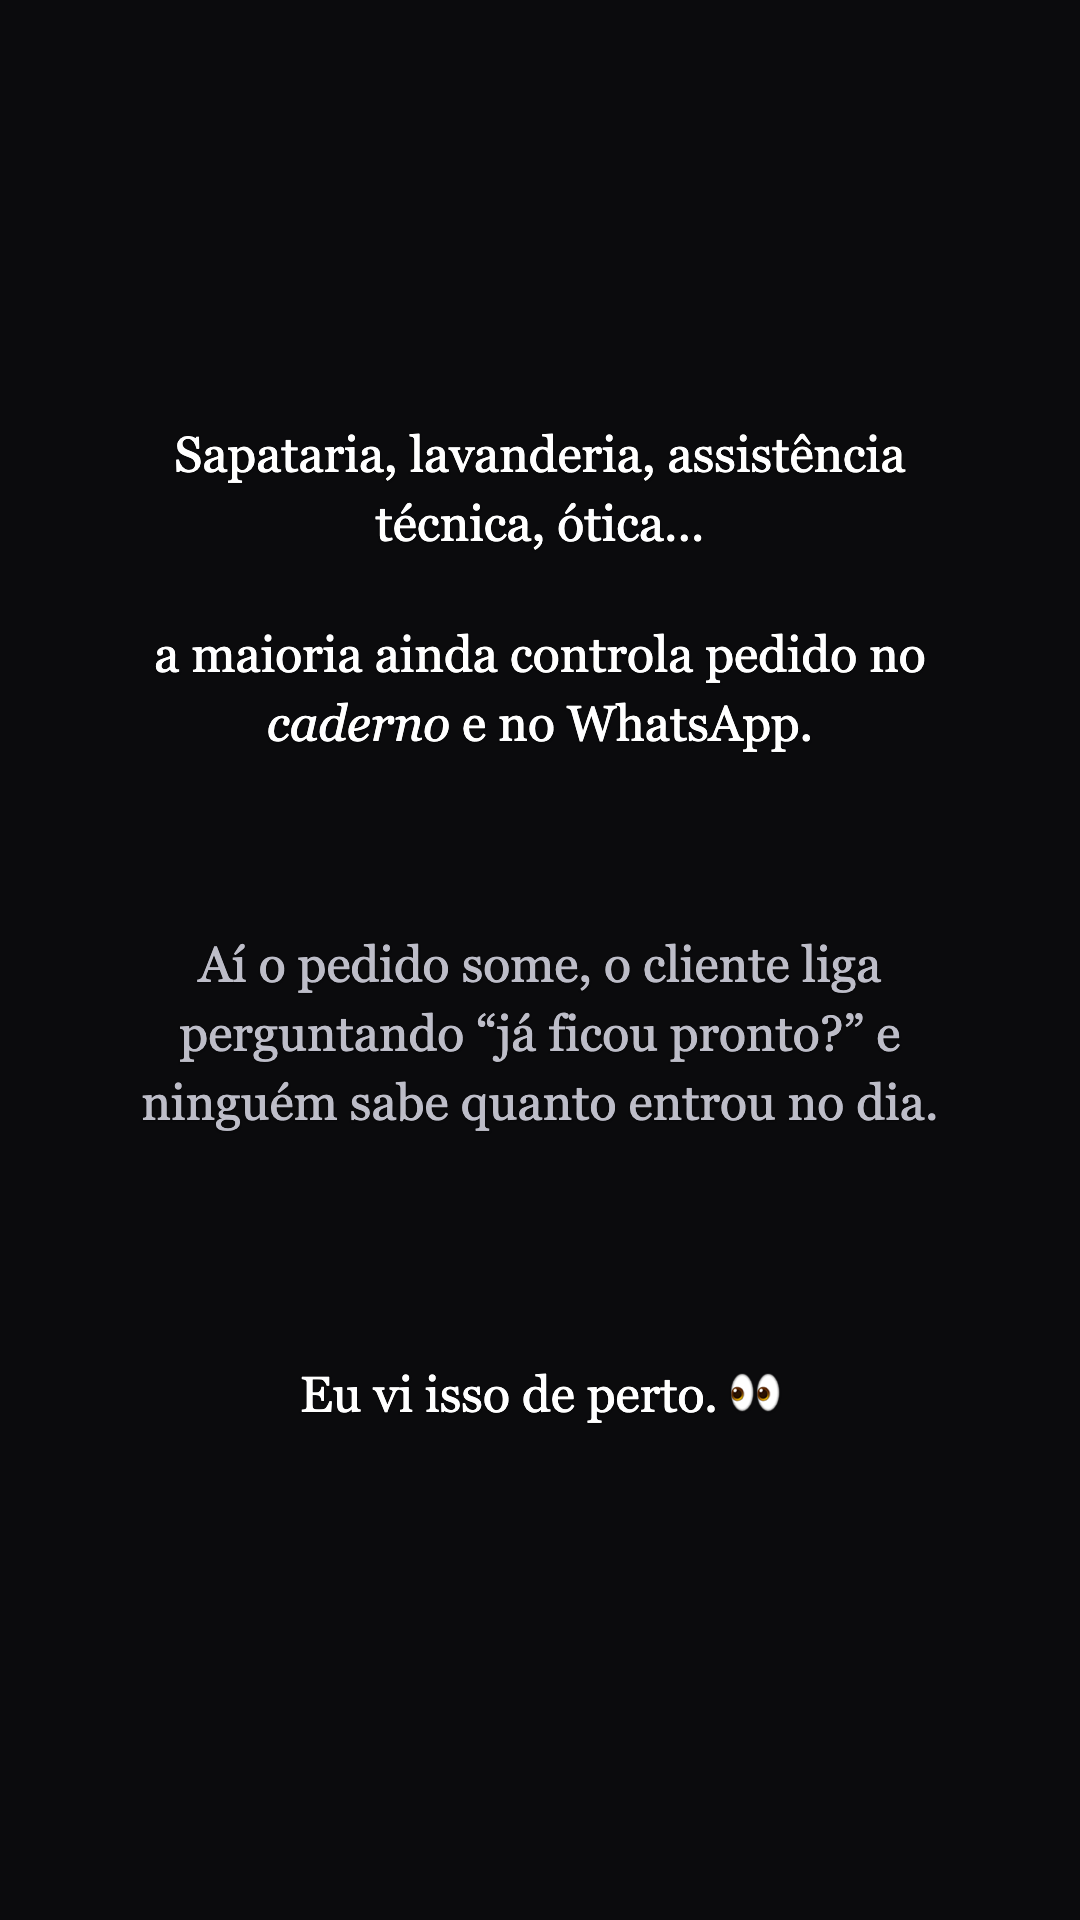 Sapataria, lavanderia, assistência
técnica, ótica...
a maioria ainda controla pedido no
caderno e no WhatsApp.
Aí o pedido some, o cliente liga
perguntando “já ficou pronto?” e
ninguém sabe quanto entrou no dia.
Eu vi isso de perto. 👀